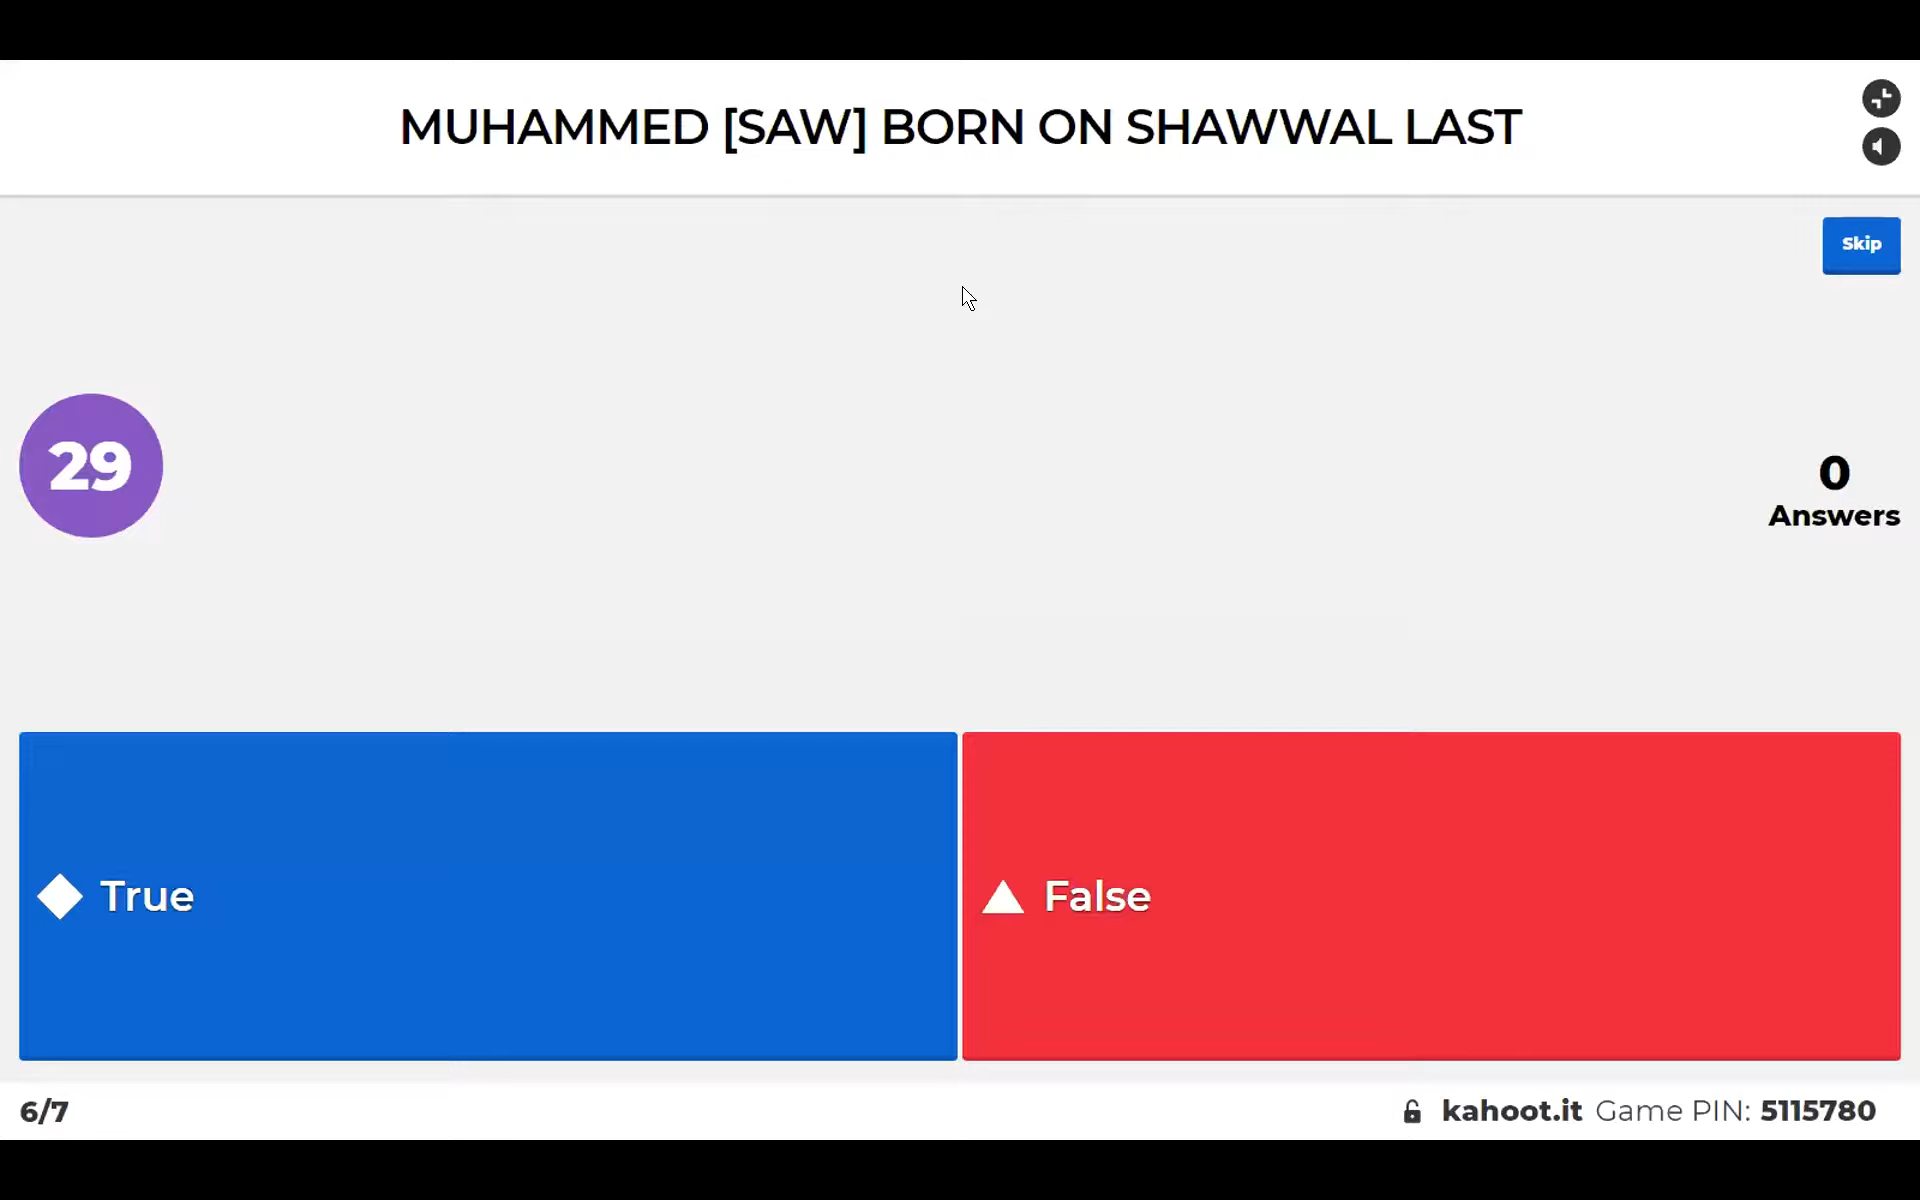 MUHAMMED [SAW] BORN ON SHAWWAL LAST
Skip
29
0
Answers
True
False
6/7
kahoot.it Game PIN: 5115780